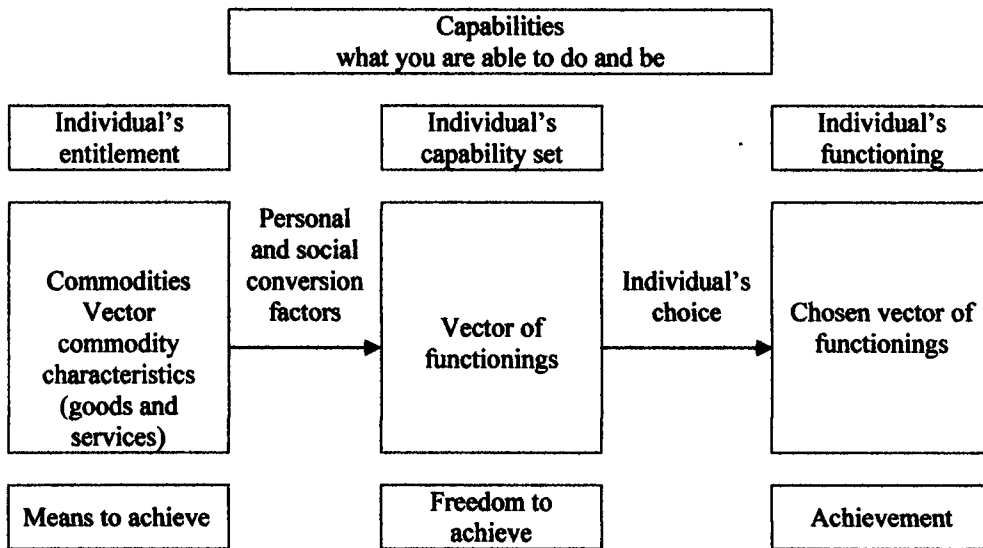 Capabilities
what you are able to do and be
Individual's
entitlement
Individual's
capability set
Individual's
functioning
Commodities
Vector
commodity
characteristics
(goods and
services)
Personal
and social
conversion
factors
Vector of
functionings
Individual's
choice
Chosen vector of
functionings
Means to achieve
Freedom to
achieve
Achievement